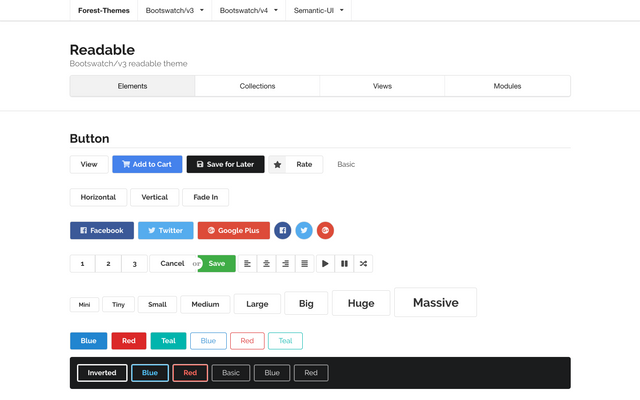 Forest-Themes Bootswatch/v3 Bootswatch/v4 Semantic-UI
Readable
Bootswatch/v3 readable theme
Elements Collections Views Modules
Button
View Add to Cart Save for Later Rate Basic
Horizontal Vertical Fade In
Facebook Twitter Google Plus
1 2 3 Cancel or Save
Mini Tiny Small Medium Large Big Huge Massive
Blue Red Teal Blue Red Teal
Inverted Blue Red Basic Blue Red